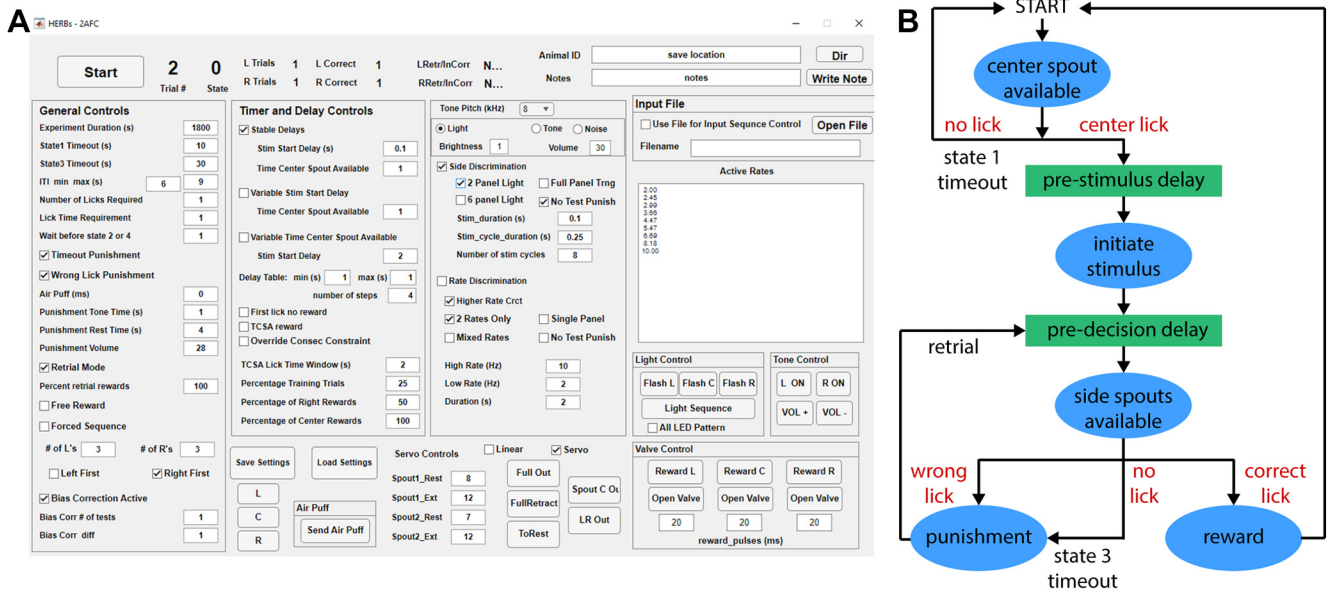 A
HERBs - 2AFC
Start
2
Trial #
0
State
L Trials 1 L Correct 1 LRetr/InCorr N...
R Trials 1 R Correct 1 RRetr/InCorr N...
Animal ID save location Dir
Notes notes Write Note
General Controls
Experiment Duration (s) 1800
State1 Timeout (s) 10
State3 Timeout (s) 30
ITI min max (s) 6 9
Number of Licks Required 1
Lick Time Requirement 1
Wait before state 2 or 4 1
Timeout Punishment
Wrong Lick Punishment
Air Puff (ms) 0
Punishment Tone Time (s) 1
Punishment Rest Time (s) 4
Punishment Volume 28
Retrial Mode
Percent retrial rewards 100
Free Reward
Forced Sequence
# of L's 3 # of R's 3
Left First Right First
Bias Correction Active
Bias Corr # of tests 1
Bias Corr diff 1
Timer and Delay Controls
Stable Delays
Stim Start Delay (s) 0.1
Time Center Spout Available 1
Variable Stim Start Delay
Time Center Spout Available 1
Variable Time Center Spout Available
Stim Start Delay 2
Delay Table: min (s) 1 max (s) 1
number of steps 4
First lick no reward
TCSA reward
Override Consec Constraint
TCSA Lick Time Window (s) 2
Percentage Training Trials 25
Percentage of Right Rewards 50
Percentage of Center Rewards 100
Tone Pitch (kHz) 8
Light Tone Noise
Brightness 1 Volume 30
Side Discrimination
2 Panel Light Full Panel Trng
6 panel Light No Test Punish
Stim_duration (s) 0.1
Stim_cycle_duration (s) 0.25
Number of stim cycles 8
Rate Discrimination
Higher Rate Crct
2 Rates Only Single Panel
Mixed Rates No Test Punish
High Rate (Hz) 10
Low Rate (Hz) 2
Duration (s) 2
Input File
Use File for Input Sequnce Control Open File
Filename
Active Rates
2.00
2.45
2.99
3.66
4.47
5.47
6.69
8.18
10.00
Light Control
Flash L Flash C Flash R
Light Sequence
All LED Pattern
Tone Control
L ON R ON
VOL + VOL -
Save Settings Load Settings
L
C
R
Air Puff
Send Air Puff
Servo Controls Linear Servo
Spout1_Rest 8
Spout1_Ext 12
Spout2_Rest 7
Spout2_Ext 12
Full Out
FullRetract
ToRest
Spout C Ou
LR Out
Valve Control
Reward L Reward C Reward R
Open Valve Open Valve Open Valve
20 20 20
reward_pulses (ms)
B
START
center spout
available
no lick center lick
state 1
timeout
pre-stimulus delay
initiate
stimulus
pre-decision delay
retrial
side spouts
available
wrong
lick
no
lick
correct
lick
punishment
reward
state 3
timeout